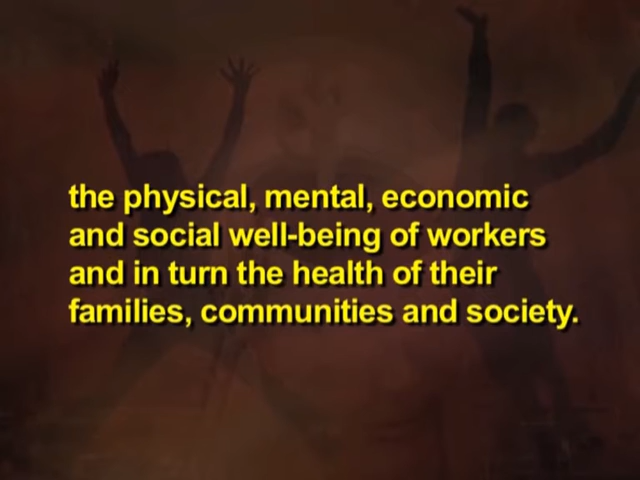 the physical, mental, economic
and social well-being of workers
and in turn the health of their
families, communities and society.